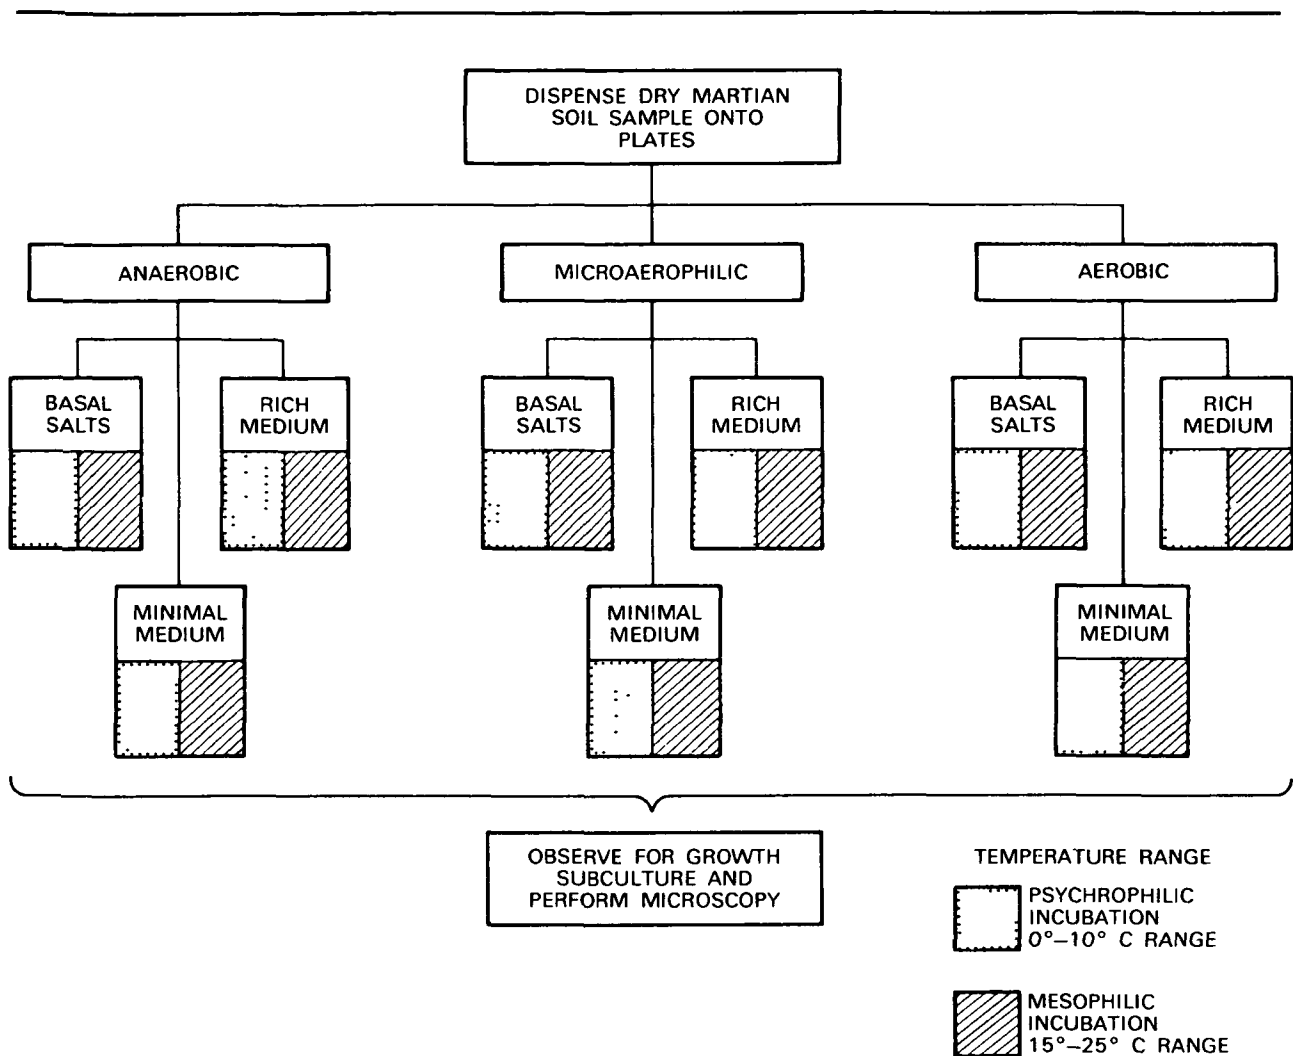 DISPENSE DRY MARTIAN
SOIL SAMPLE ONTO
PLATES
ANAEROBIC
MICROAEROPHILIC
AEROBIC
BASAL
SALTS
RICH
MEDIUM
BASAL
SALTS
RICH
MEDIUM
BASAL
SALTS
RICH
MEDIUM
MINIMAL
MEDIUM
MINIMAL
MEDIUM
MINIMAL
MEDIUM
OBSERVE FOR GROWTH
SUBCULTURE AND
PERFORM MICROSCOPY
TEMPERATURE RANGE
PSYCHROPHILIC
INCUBATION
0°–10° C RANGE
MESOPHILIC
INCUBATION
15°–25° C RANGE